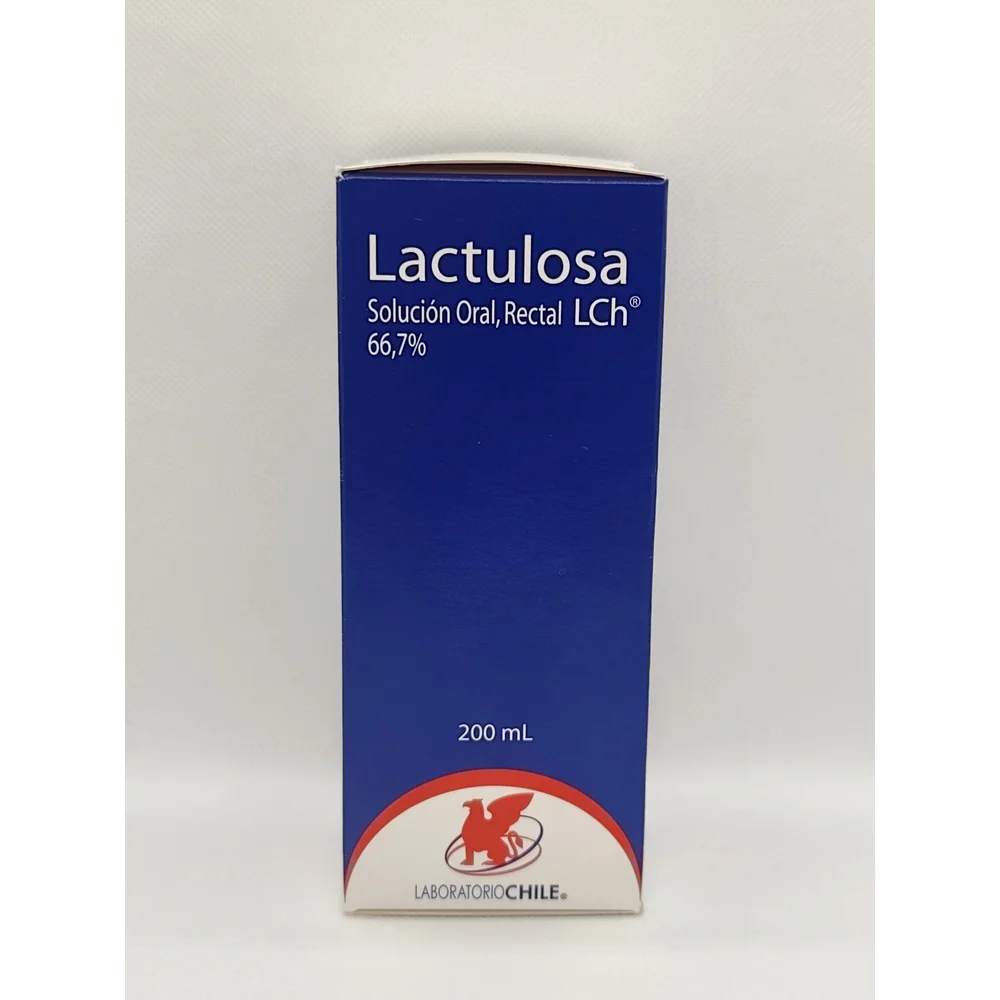 Lactulosa
Solución Oral, Rectal LCh®
66,7%
200 mL
LABORATORIOCHILE®